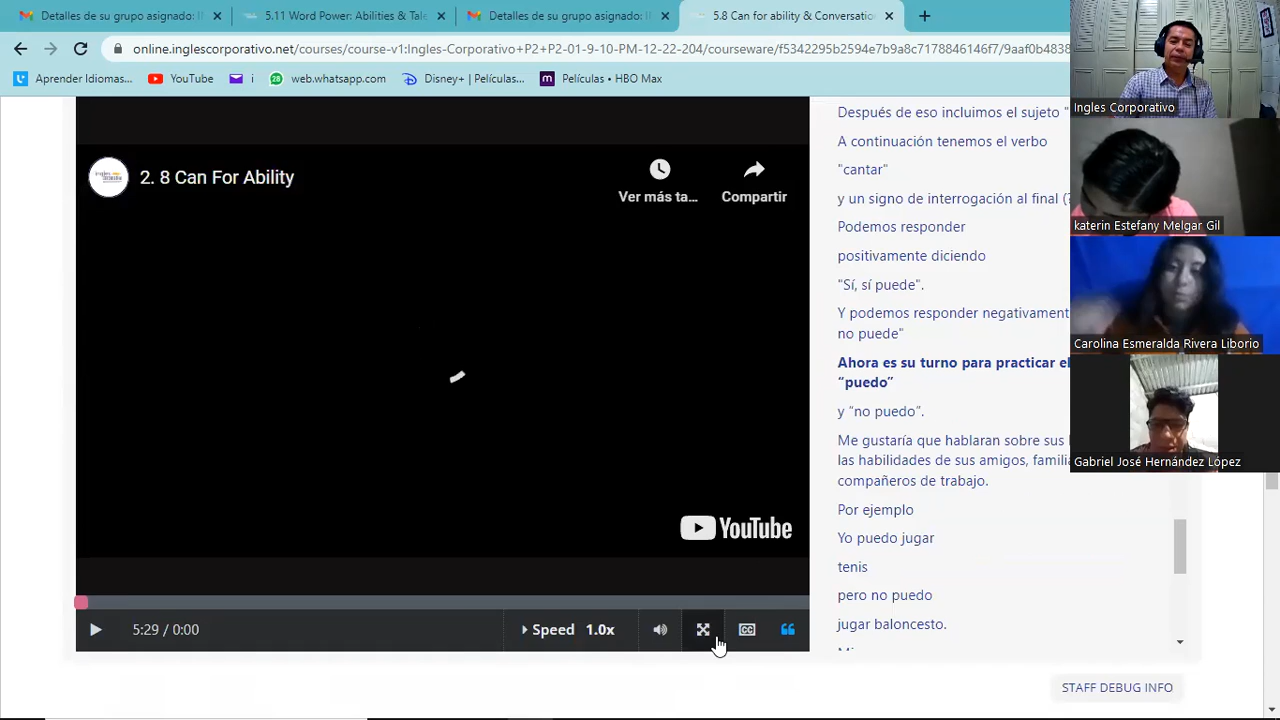 Detalles de su grupo asignado: I
5.11 Word Power: Abilities & Tal
Detalles de su grupo asignado: I
5.8 Can For ability & Conversatio
online.inglescorporativo.net/courses/course-v1:Ingles-Corporativo+P2+P2-01-9-10-PM-12-22-204/courseware/
Aprender Idiomas...
YouTube
i
web.whatsapp.com
Disney+ | Películas...
Películas • HBO Max
2. 8 Can For Ability
Ver más ta...
Compartir
YouTube
5:29 / 0:00
Speed 1.0x
CC
Después de eso incluimos el sujeto "
A continuación tenemos el verbo
"cantar"
y un signo de interrogación al final (?
Podemos responder
positivamente diciendo
"Sí, sí puede".
Y podemos responder negativament
no puede"
Ahora es su turno para practicar el
“puedo”
y “no puedo”.
Me gustaría que hablaran sobre sus
las habilidades de sus amigos, famili
compañeros de trabajo.
Por ejemplo
Yo puedo jugar
tenis
pero no puedo
jugar baloncesto.
STAFF DEBUG INFO
Ingles Corporativo
katerin Estefany Melgar Gil
Carolina Esmeralda Rivera Liborio
Gabriel José Hernández López